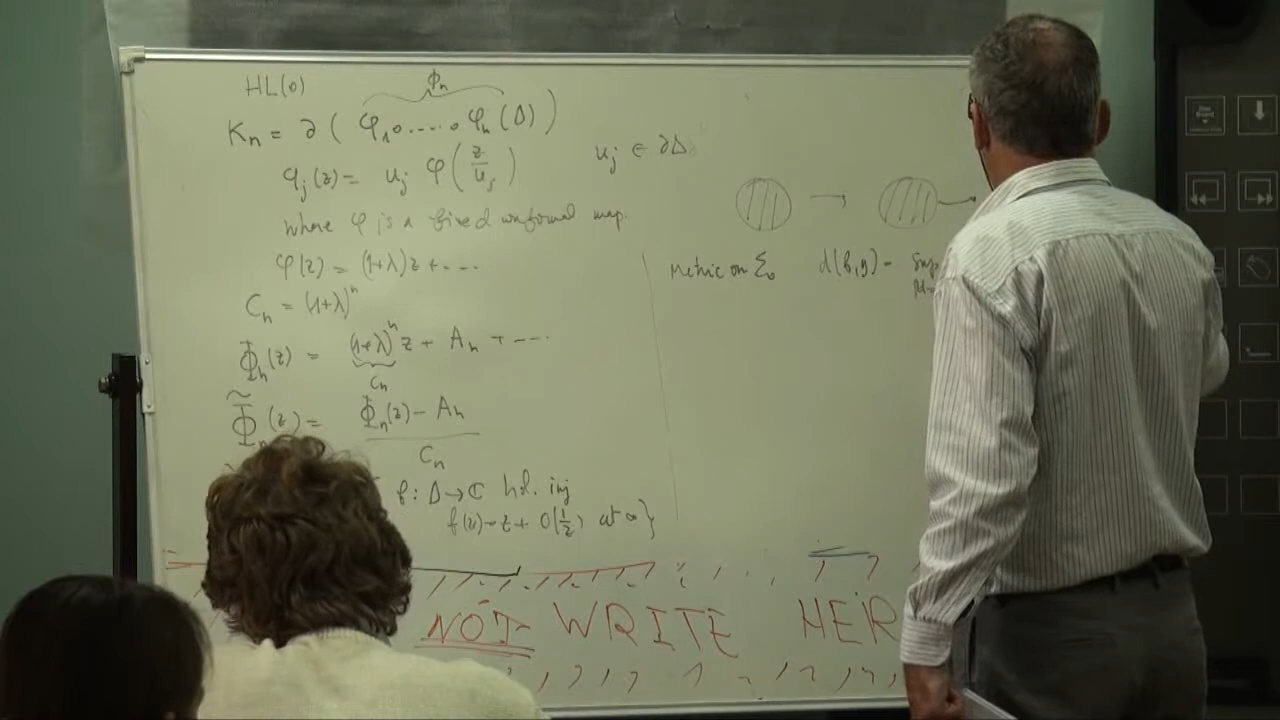 HL(0)
ϕₙ
Kₙ = ∂ ( φ₁∘.....∘φₙ (Δ) )
φⱼ(z) = uⱼ φ(z/uⱼ) uⱼ ∈ ∂Δ
where φ is a fixed conformal map.
φ(z) = (1+λ)z + ....
Cₙ = (1+λ)ⁿ
Φₙ(z) = (1+λ)ⁿ z + Aₙ + ....
Cₙ
Φ̃ₙ(z) = (Φₙ(z) - Aₙ)/Cₙ
f : Δ → ℂ hol. inj
f(z) = z + O(1/z) at ∞ }
→ →
Metric on Σ₀ d(f,g) = sup
NOT WRITE HER